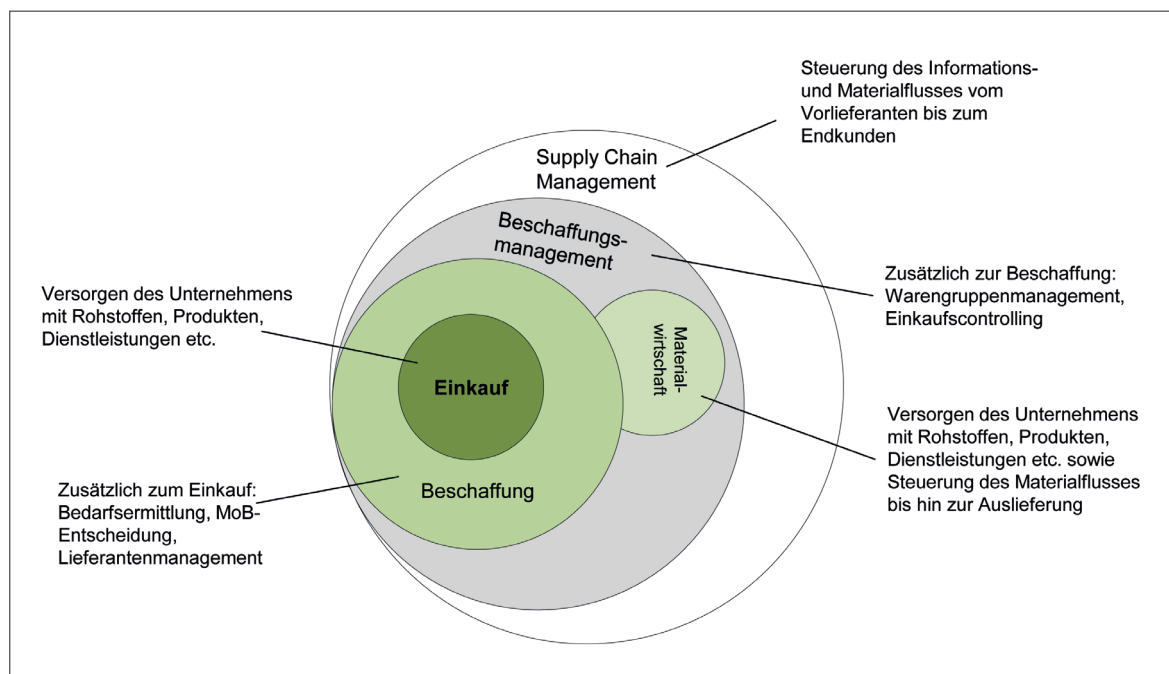 Steuerung des Informations-
und Materialflusses vom
Vorlieferanten bis zum
Endkunden
Supply Chain
Management
Beschaffungs-
management
Zusätzlich zur Beschaffung:
Warengruppenmanagement,
Einkaufscontrolling
Versorgen des Unternehmens
mit Rohstoffen, Produkten,
Dienstleistungen etc.
Einkauf
Material-
wirtschaft
Versorgen des Unternehmens
mit Rohstoffen, Produkten,
Dienstleistungen etc. sowie
Steuerung des Materialflusses
bis hin zur Auslieferung
Beschaffung
Zusätzlich zum Einkauf:
Bedarfsermittlung, MoB-
Entscheidung,
Lieferantenmanagement